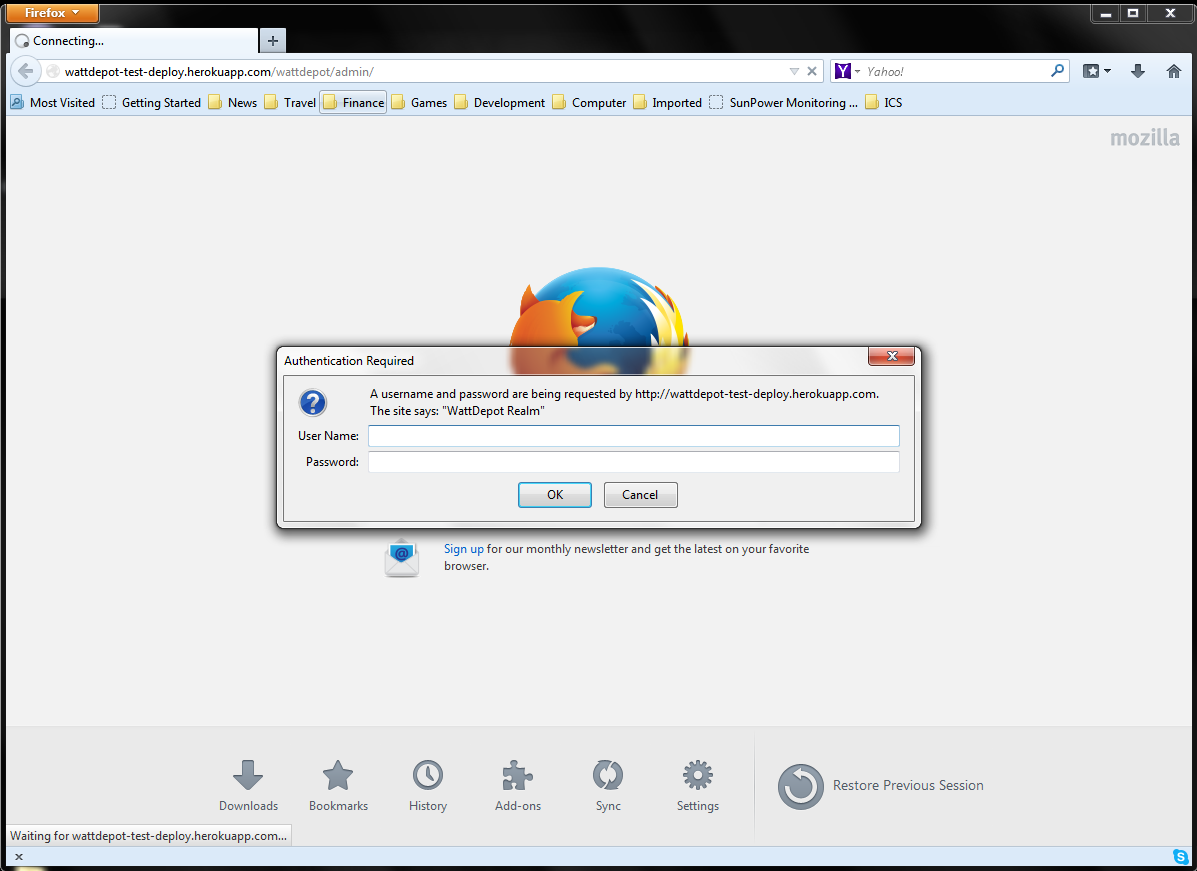 Firefox
Connecting...
wattdepot-test-deploy.herokuapp.com/wattdepot/admin/
Y Yahoo!
Most Visited Getting Started News Travel Finance Games Development Computer Imported SunPower Monitoring ... ICS
mozilla
Authentication Required
A username and password are being requested by http://wattdepot-test-deploy.herokuapp.com.
The site says: "WattDepot Realm"
User Name:
Password:
OK Cancel
Sign up for our monthly newsletter and get the latest on your favorite
browser.
Downloads Bookmarks History Add-ons Sync Settings Restore Previous Session
Waiting for wattdepot-test-deploy.herokuapp.com...